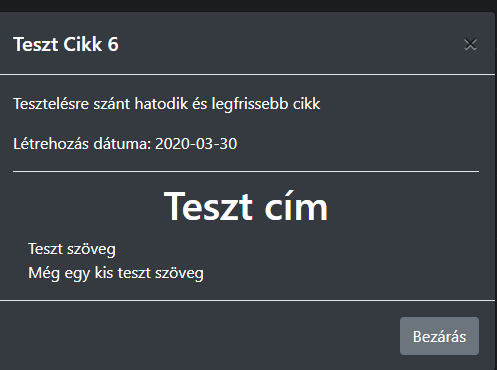 Teszt Cikk 6
×
Tesztelésre szánt hatodik és legfrissebb cikk
Létrehozás dátuma: 2020-03-30
Teszt cím
Teszt szöveg
Még egy kis teszt szöveg
Bezárás